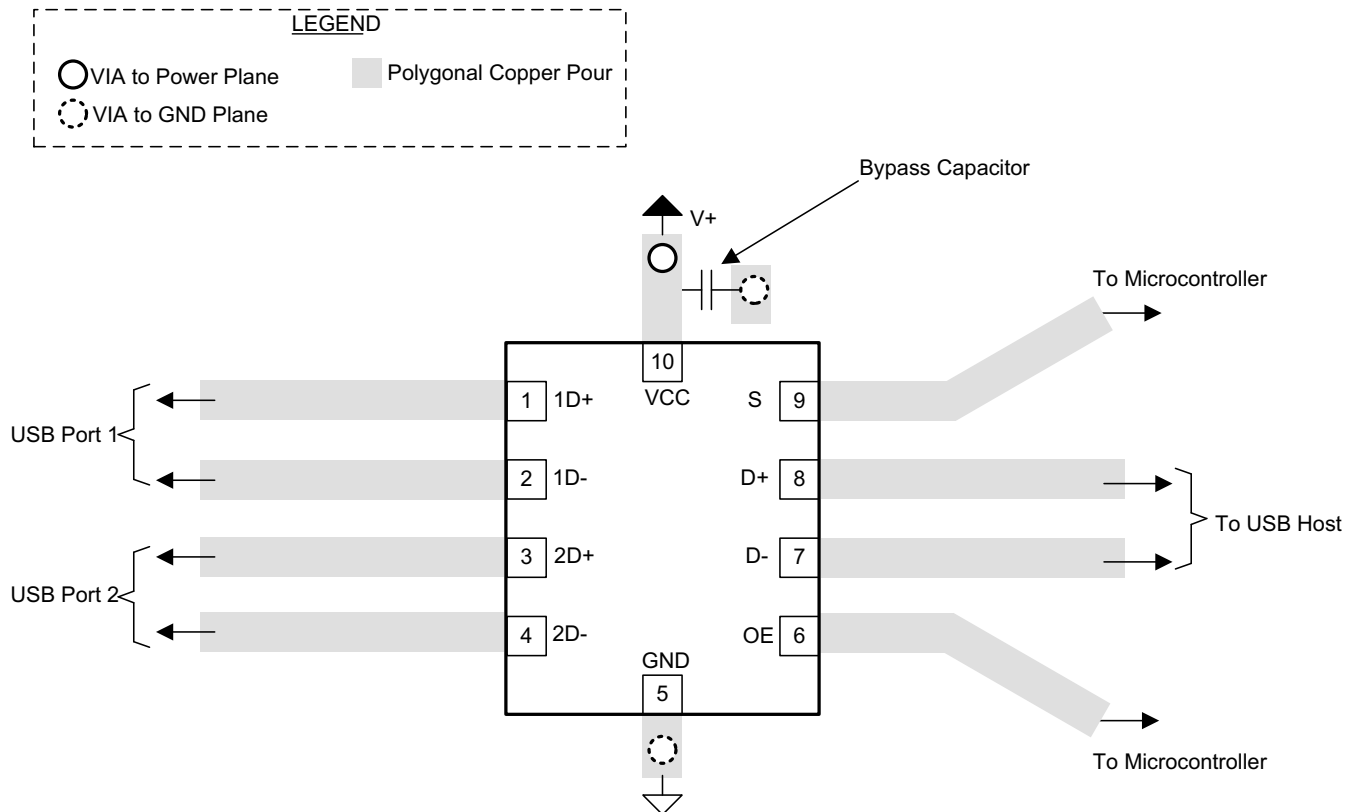 LEGEND
VIA to Power Plane
Polygonal Copper Pour
VIA to GND Plane
Bypass Capacitor
V+
To Microcontroller
10
VCC
1
1D+
S
9
USB Port 1
2
1D-
D+
8
To USB Host
3
2D+
D-
7
USB Port 2
4
2D-
OE
6
GND
5
To Microcontroller